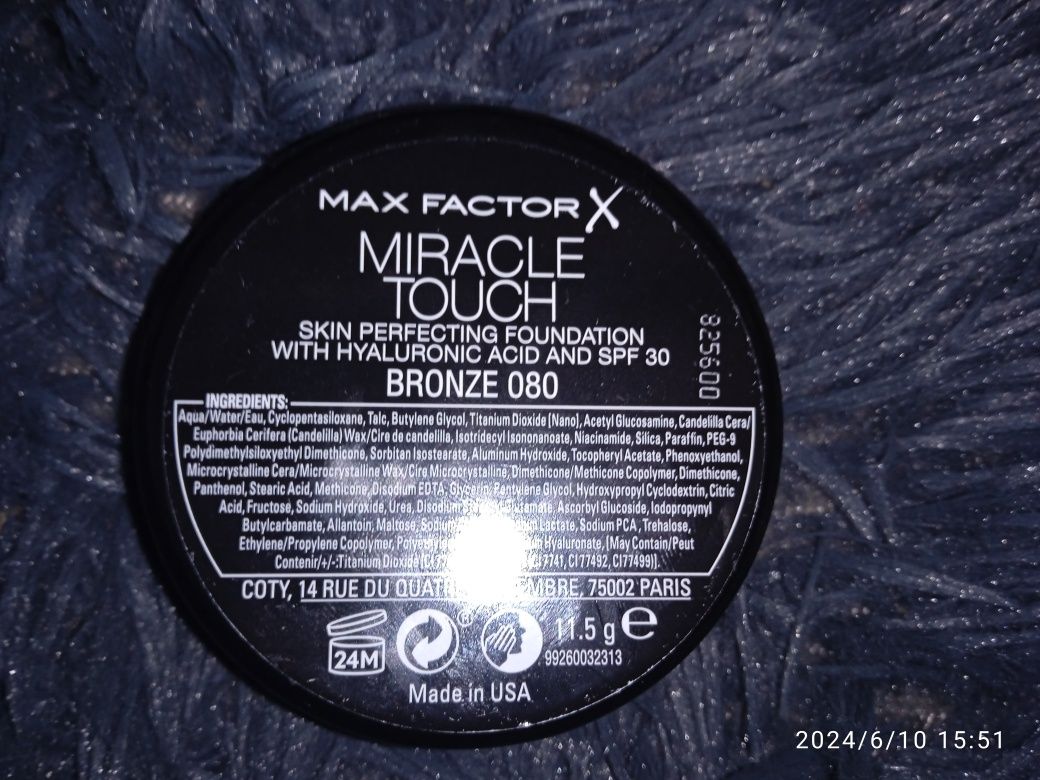 MAX FACTOR X
MIRACLE
TOUCH
SKIN PERFECTING FOUNDATION
WITH HYALURONIC ACID AND SPF 30
BRONZE 080
825600
INGREDIENTS:
Aqua/Water/Eau, Cyclopentasiloxane, Talc, Butylene Glycol, Titanium Dioxide [Nano], Acetyl Glucosamine, Candelilla Cera/
Euphorbia Cerifera (Candelilla) Wax/Cire de candelilla, Isotridecyl Isononanoate, Niacinamide, Silica, Paraffin, PEG-9
Polydimethylsiloxyethyl Dimethicone, Sorbitan Isostearate, Aluminum Hydroxide, Tocopheryl Acetate, Phenoxyethanol,
Microcrystalline Cera/Microcrystalline Wax/Cire Microcrystalline, Dimethicone/Methicone Copolymer, Dimethicone,
Panthenol, Stearic Acid, Methicone, Disodium EDTA, Glycerin, Pentylene Glycol, Hydroxypropyl Cyclodextrin, Citric
Acid, Fructose, Sodium Hydroxide, Urea, Disodium Glutamate, Ascorbyl Glucoside, Iodopropynyl
Butylcarbamate, Allantoin, Maltose, Lactate, Sodium PCA, Trehalose,
Ethylene/Propylene Copolymer, Hyaluronate, [May Contain/Peut
Contenir/+/-:Titanium Dioxide CI 77492, CI 77499)].
COTY, 14 RUE DU 75002 PARIS
24M
11.5 g e
99260032313
Made in USA
2024/6/10 15:51